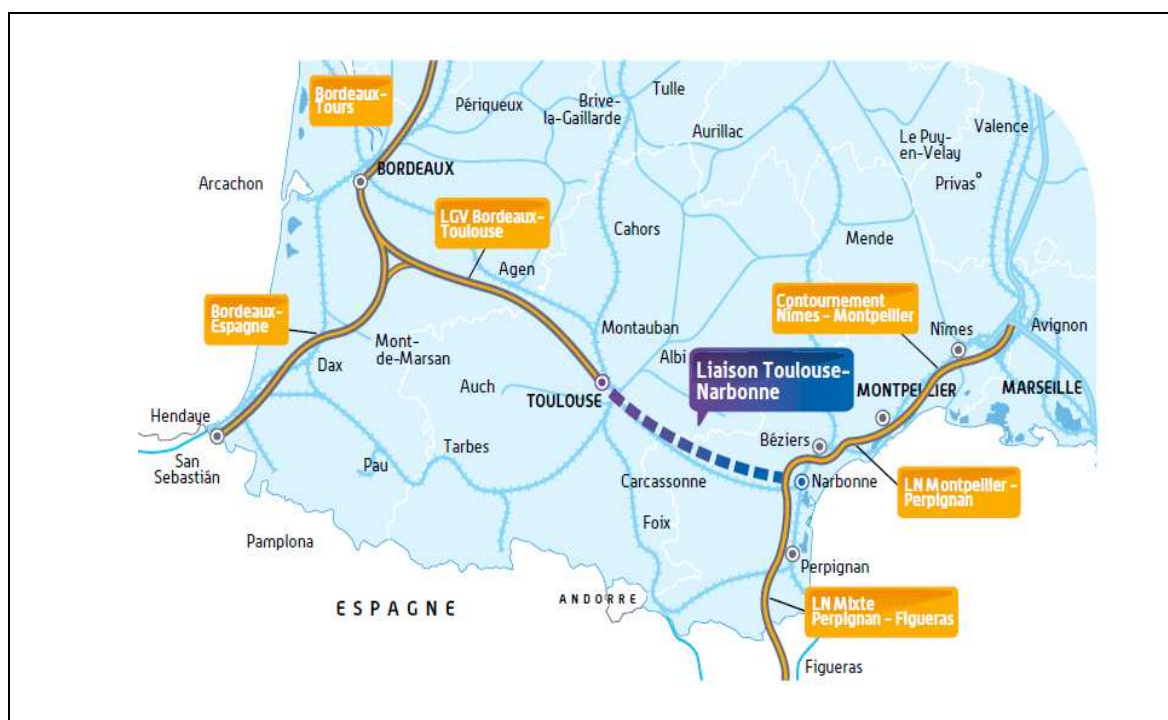 Bordeaux–
Tours
Périgueux
Brive-
la-Gaillarde
Tulle
Aurillac
Le Puy-
en-Velay
Valence
Privas
Arcachon
BORDEAUX
LGV Bordeaux–
Toulouse
Cahors
Mende
Agen
Bordeaux–
Espagne
Contournement
Nîmes – Montpellier
Mont-
de-Marsan
Montauban
Nîmes
Avignon
Dax
Albi
Liaison Toulouse–
Narbonne
Auch
TOULOUSE
MONTPELLIER
MARSEILLE
Hendaye
Béziers
San
Sebastián
Tarbes
Pau
Carcassonne
Narbonne
LN Montpellier –
Perpignan
Foix
Pamplona
Perpignan
ESPAGNE
ANDORRE
LN Mixte
Perpignan – Figueras
Figueras